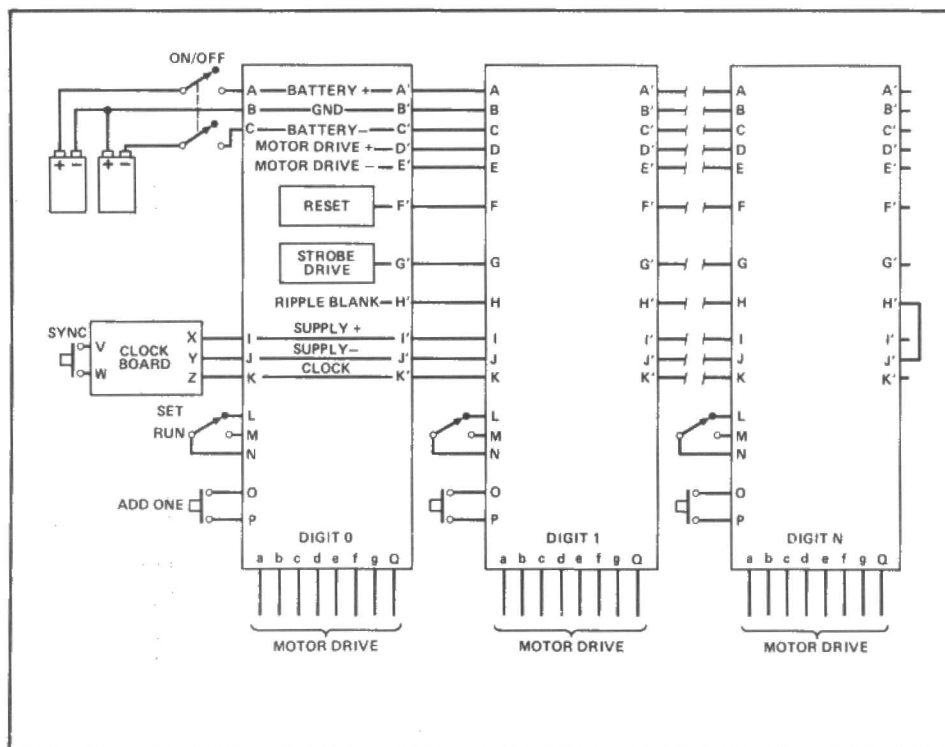 ON/OFF
A BATTERY + A' A A' A A'
B GND B' B B' B B'
C BATTERY– C' C C' C C'
MOTOR DRIVE + D' D D' D D'
MOTOR DRIVE – E' E E' E E'
+ – + –
RESET F' F F' F F'
STROBE
DRIVE G' G G' G G'
RIPPLE BLANK H' H H' H H'
SYNC V CLOCK BOARD W
X I SUPPLY + I' I I' I I'
Y J SUPPLY– J' J J' J J'
Z K CLOCK K' K K' K K'
SET L L L
RUN M M M
N N N
ADD ONE O O O
P P P
DIGIT 0 DIGIT 1 DIGIT N
a b c d e f g Q a b c d e f g Q a b c d e f g Q
MOTOR DRIVE MOTOR DRIVE MOTOR DRIVE